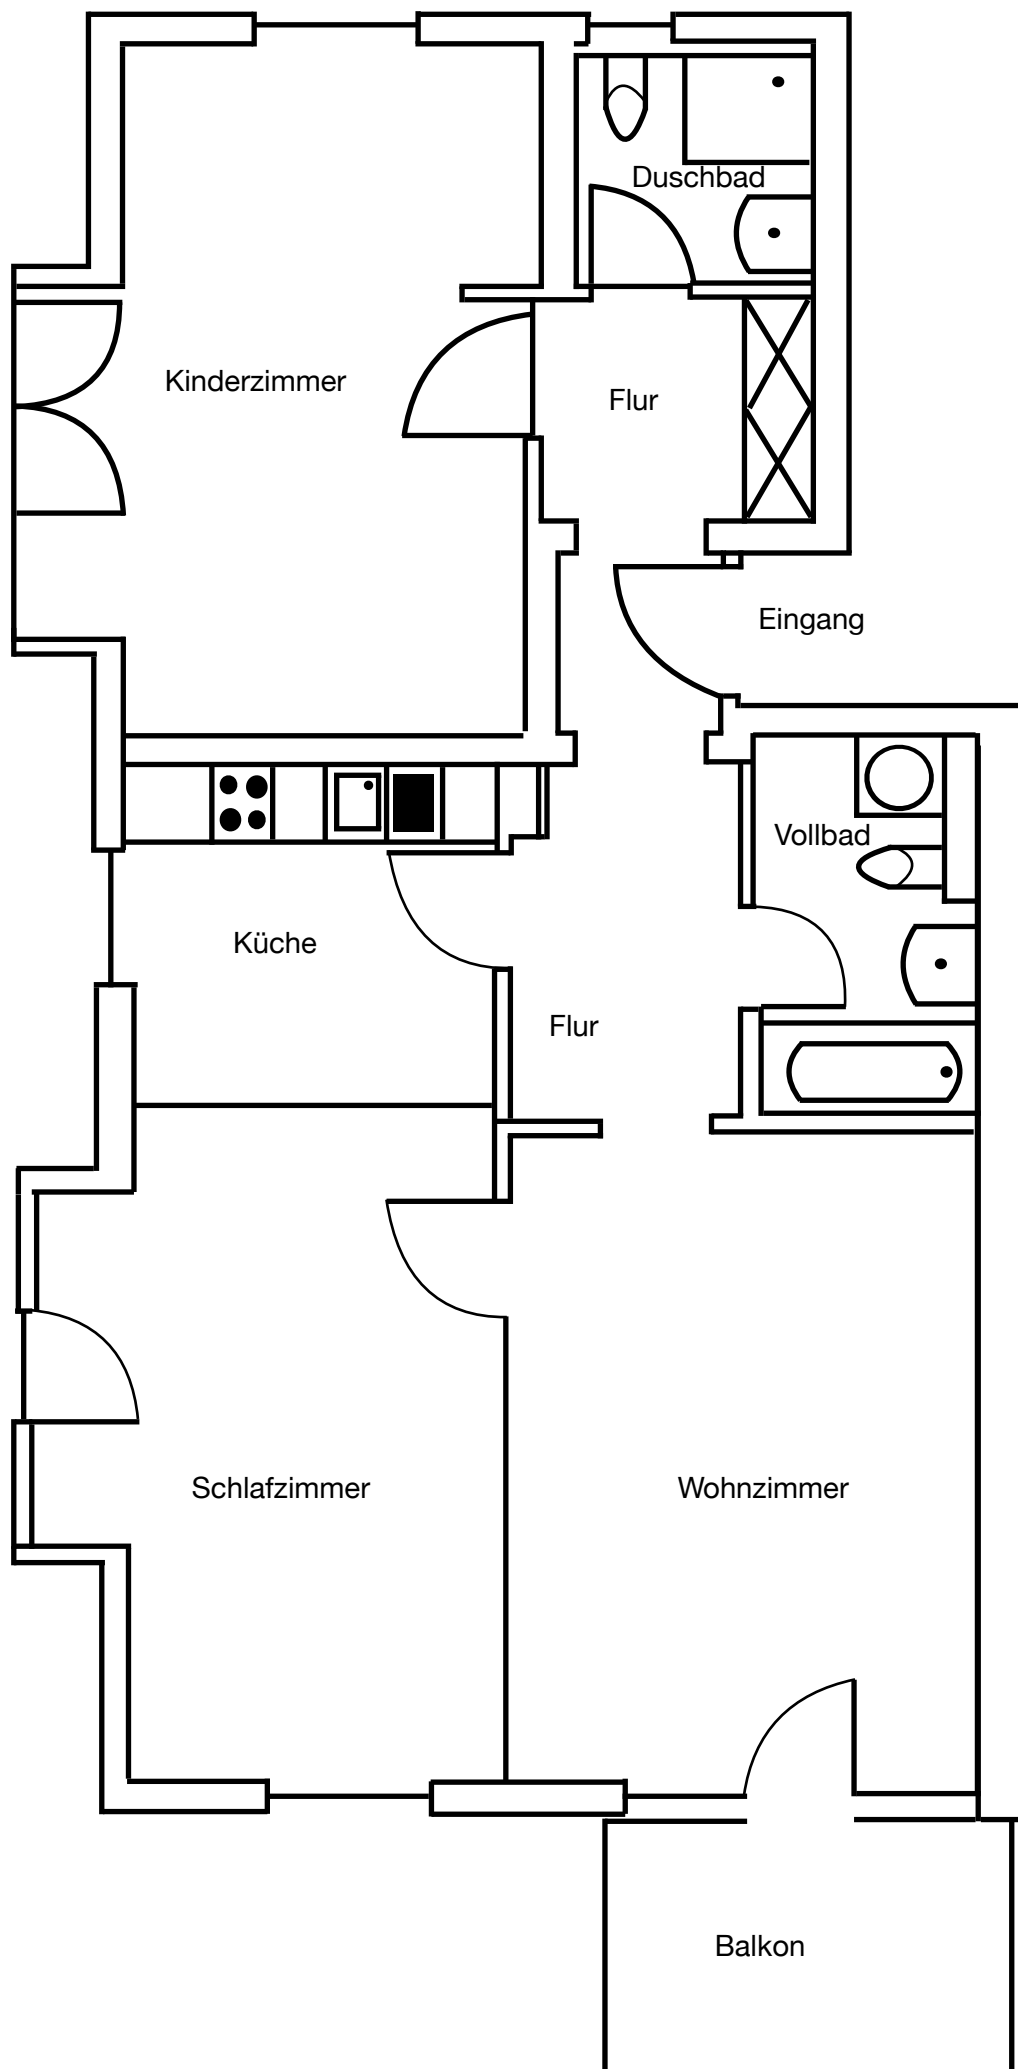 Duschbad
Kinderzimmer
Flur
Eingang
Vollbad
Küche
Flur
Schlafzimmer
Wohnzimmer
Balkon